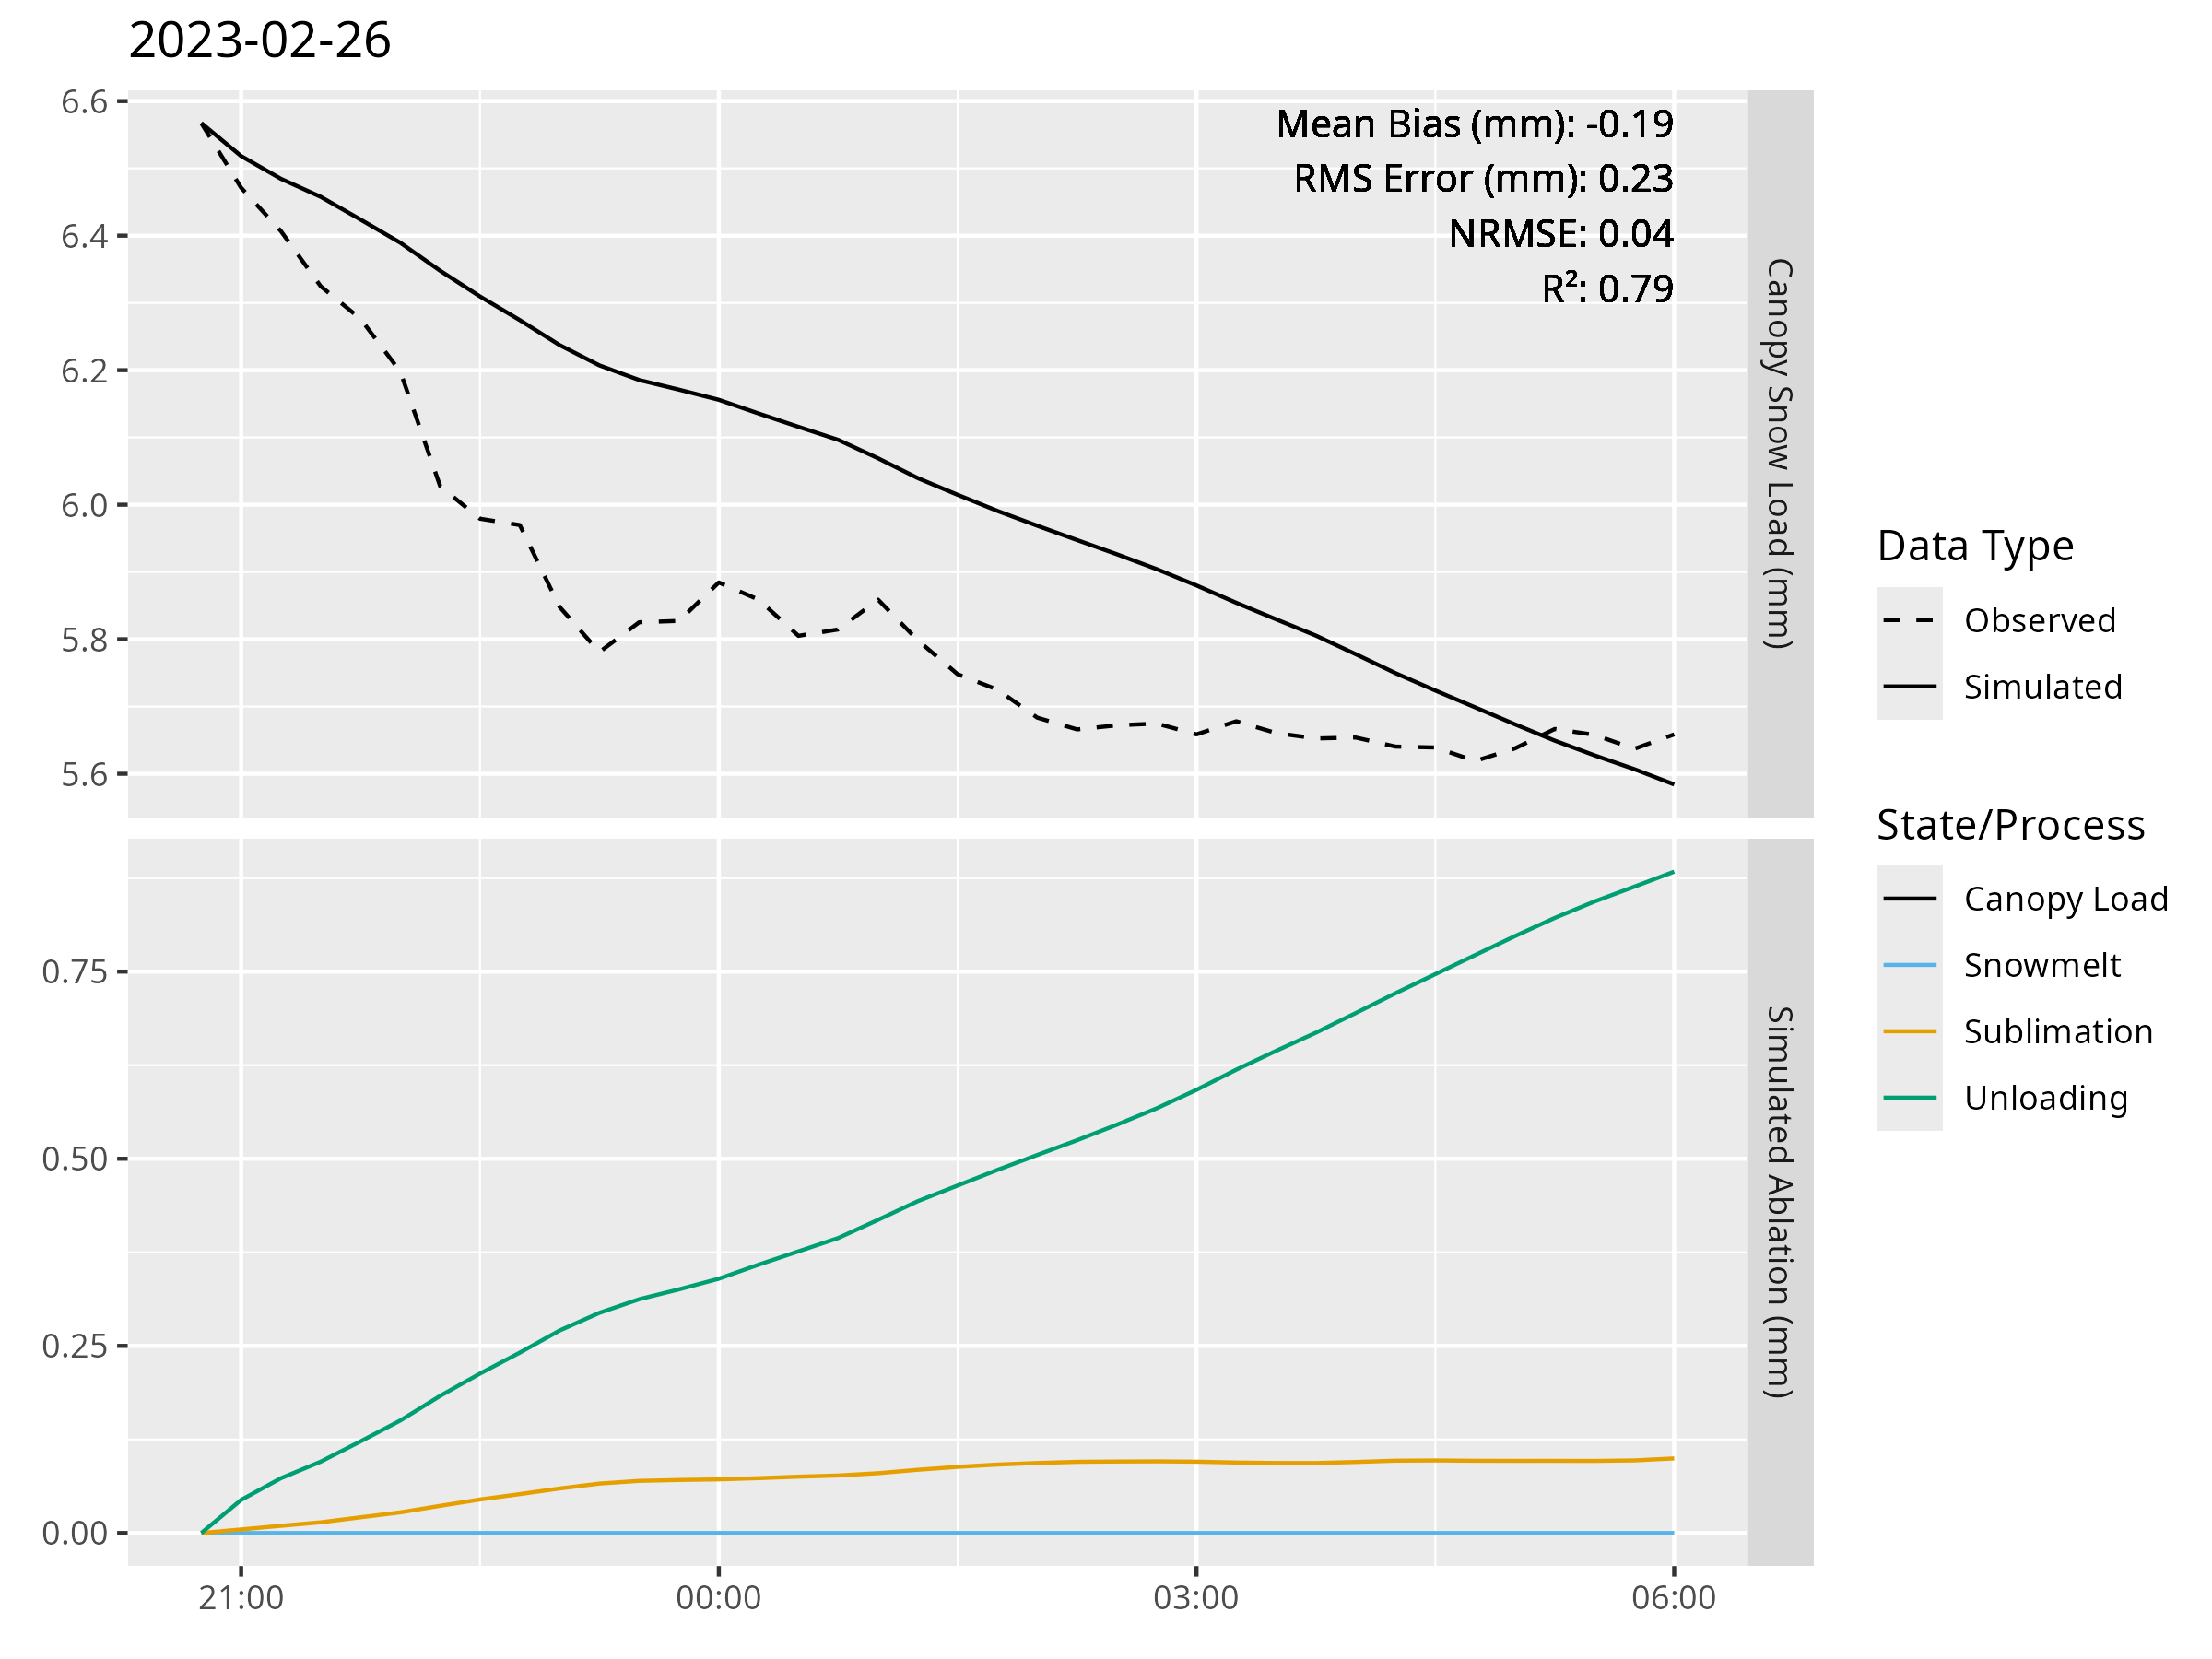 2023-02-26
6.6
6.4
6.2
6.0
5.8
5.6
Mean Bias (mm): -0.19
RMS Error (mm): 0.23
NRMSE: 0.04
R²: 0.79
Canopy Snow Load (mm)
0.75
0.50
0.25
0.00
Simulated Ablation (mm)
21:00 00:00 03:00 06:00
Data Type
Observed
Simulated
State/Process
Canopy Load
Snowmelt
Sublimation
Unloading